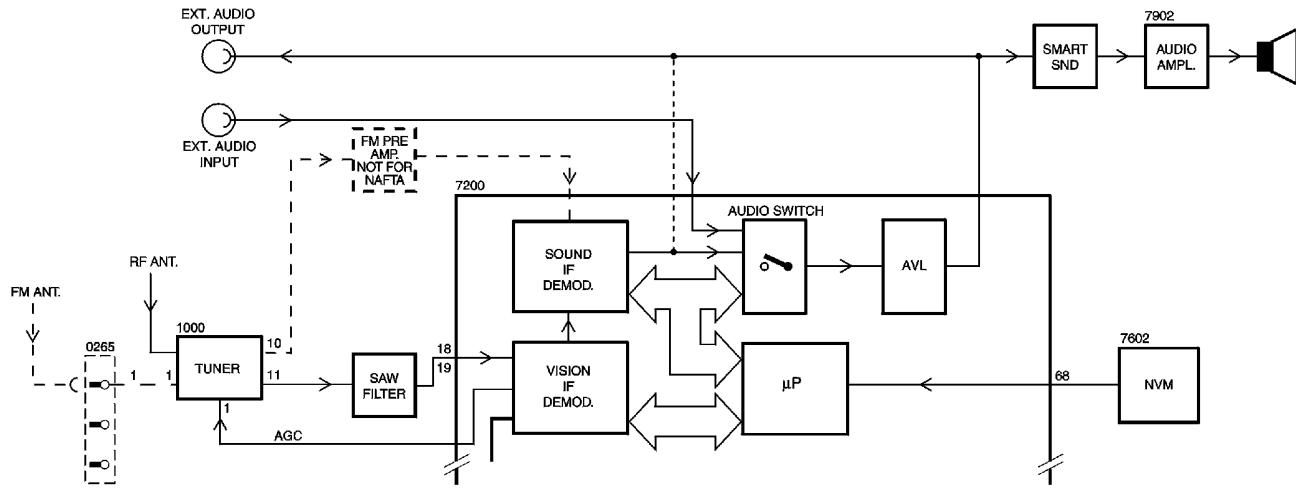 EXT. AUDIO
OUTPUT
7902
SMART
SND
AUDIO
AMPL.
EXT. AUDIO
INPUT
FM PRE
AMP.
NOT FOR
NAFTA
7200
AUDIO SWITCH
SOUND
IF
DEMOD.
AVL
RF ANT.
FM ANT.
1000
10
0265
TUNER
1
1
11
1
SAW
FILTER
18
19
VISION
IF
DEMOD.
µP
68
7602
NVM
AGC